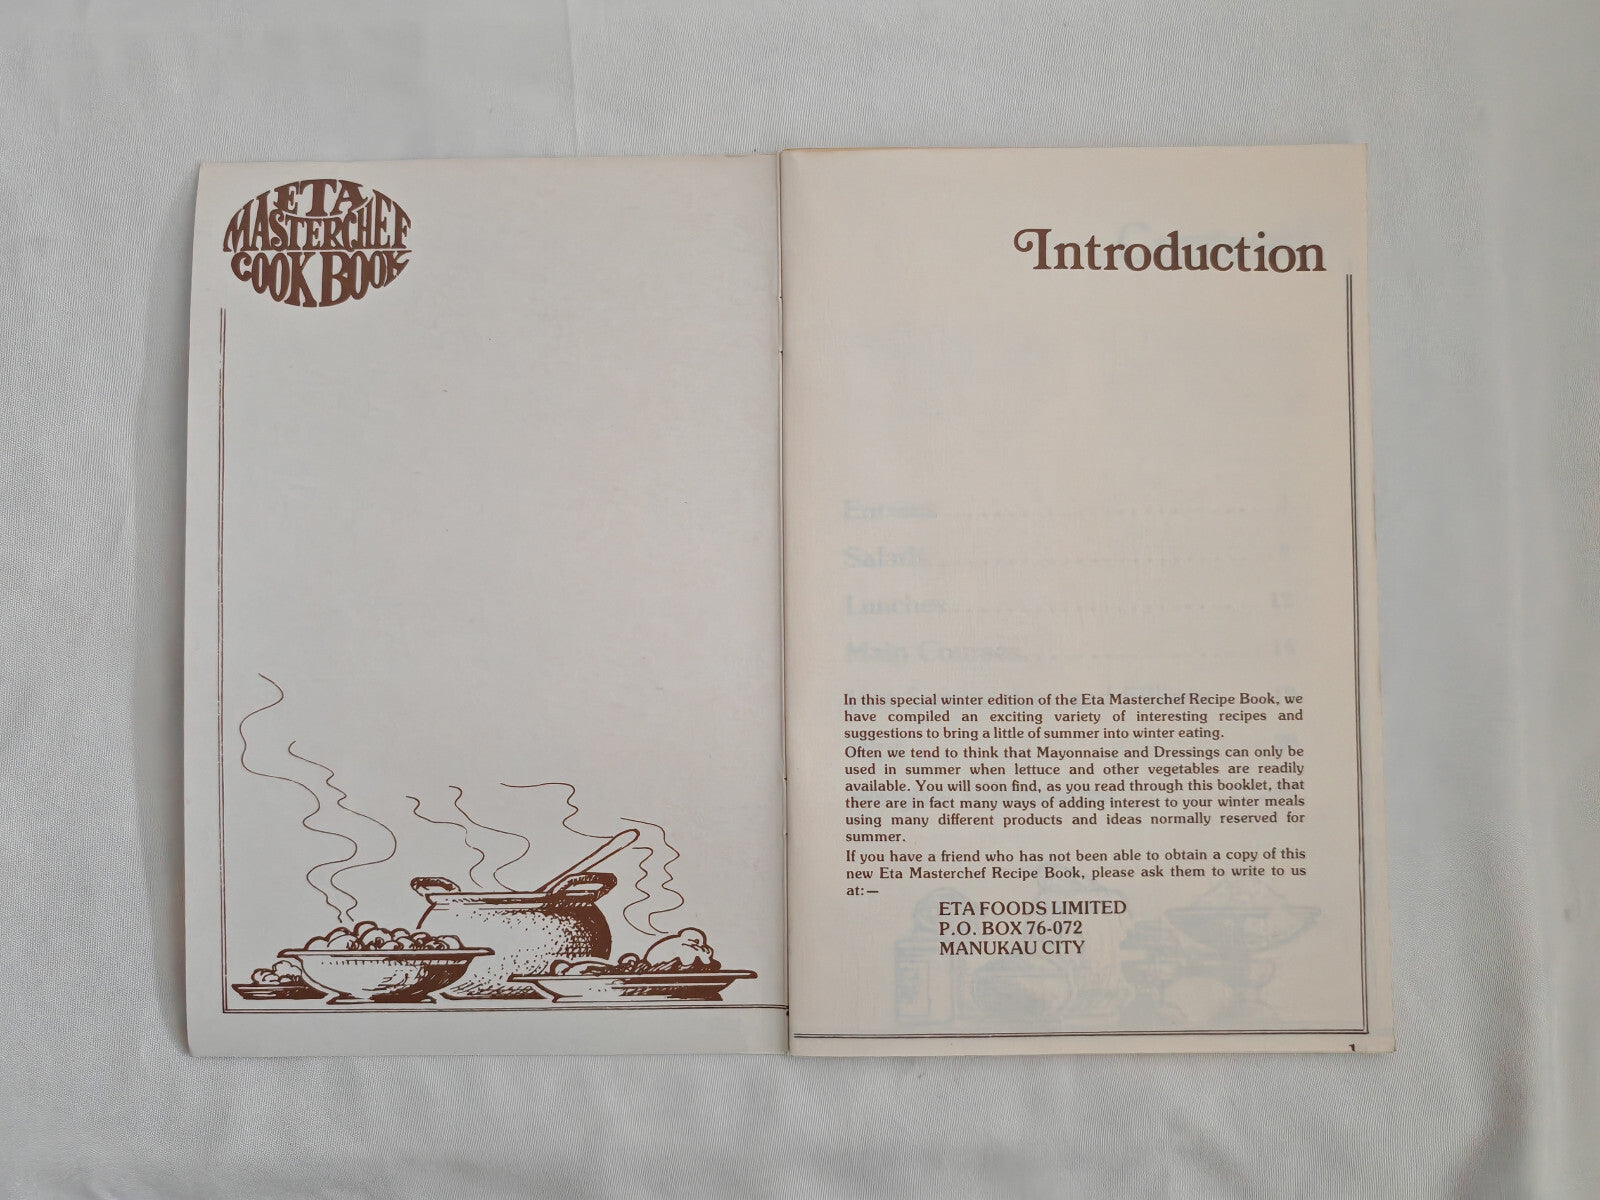 ETA
MASTERCHEF
COOK BOOK
Introduction
Entrees
Salads
Lunches 12
Main Courses
In this special winter edition of the Eta Masterchef Recipe Book, we
have compiled an exciting variety of interesting recipes and
suggestions to bring a little of summer into winter eating.
Often we tend to think that Mayonnaise and Dressings can only be
used in summer when lettuce and other vegetables are readily
available. You will soon find, as you read through this booklet, that
there are in fact many ways of adding interest to your winter meals
using many different products and ideas normally reserved for
summer.
If you have a friend who has not been able to obtain a copy of this
new Eta Masterchef Recipe Book, please ask them to write to us
at:—
ETA FOODS LIMITED
P.O. BOX 76-072
MANUKAU CITY
1